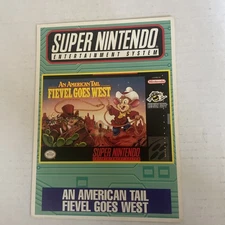 SUPER NINTENDO
ENTERTAINMENT SYSTEM
AN AMERICAN TAIL
FIEVEL GOES WEST
SUPER NINTENDO
AN AMERICAN TAIL
FIEVEL GOES WEST